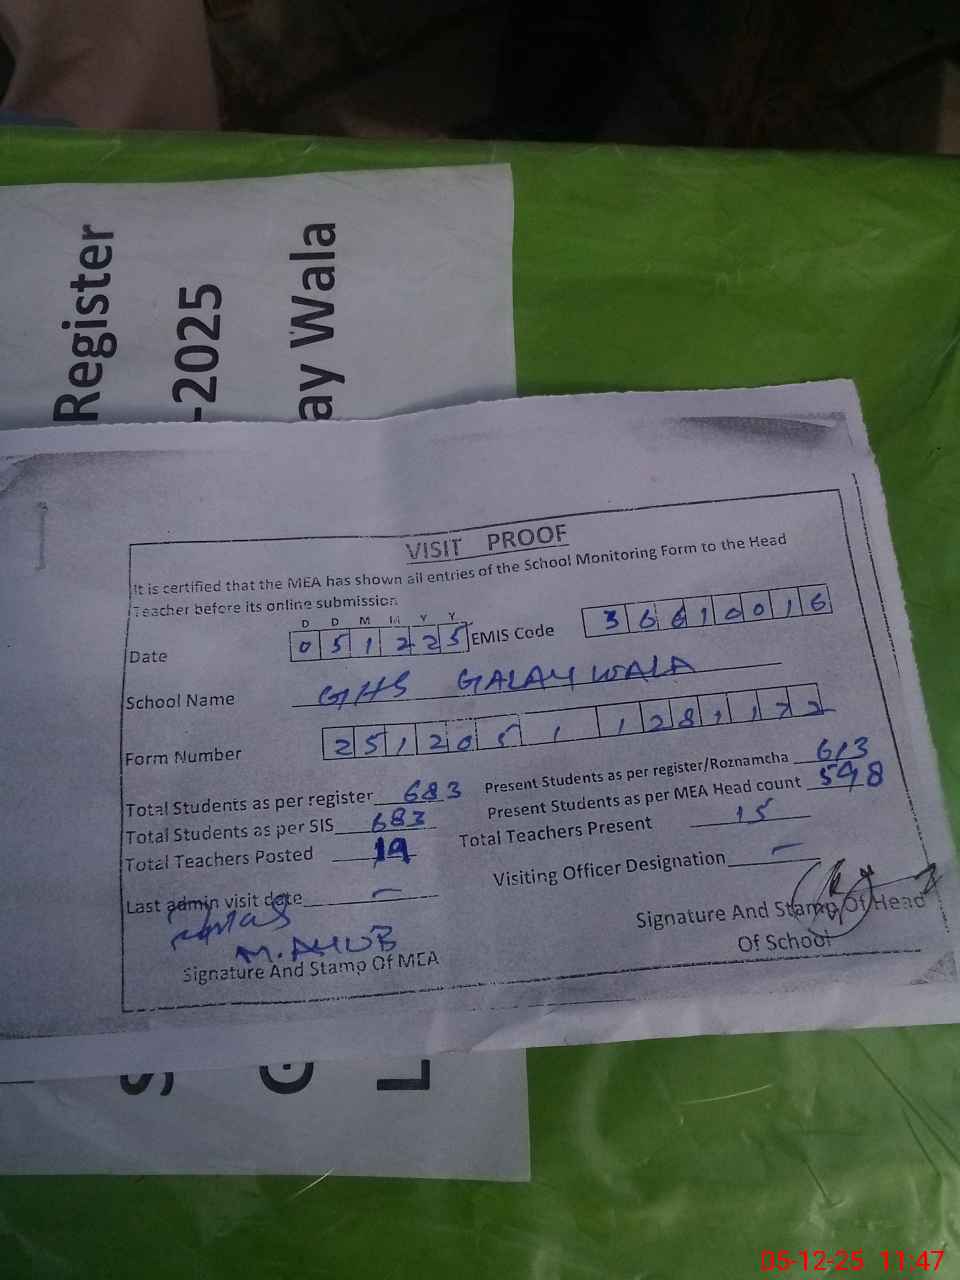 Register
-2025
ay Wala
VISIT PROOF
It is certified that the MEA has shown all entries of the School Monitoring Form to the Head
Teacher before its online submission
D D M M Y Y
Date 0 5 1 2 2 5 EMIS Code 3 6 6 1 0 0 1 6
School Name GHS GALAY WALA
Form Number 2 5 1 2 0 5 1 1 2 8 1 1 7 2
Total Students as per register 683 Present Students as per register/Roznamcha 613
Total Students as per SIS 683 Present Students as per MEA Head count 598
Total Teachers Posted 19 Total Teachers Present 15
Last admin visit date — Visiting Officer Designation —
M. AYUB
Signature And Stamp Of MEA
Signature And Stamp Of Head
Of School
S G L
05-12-25 11:47